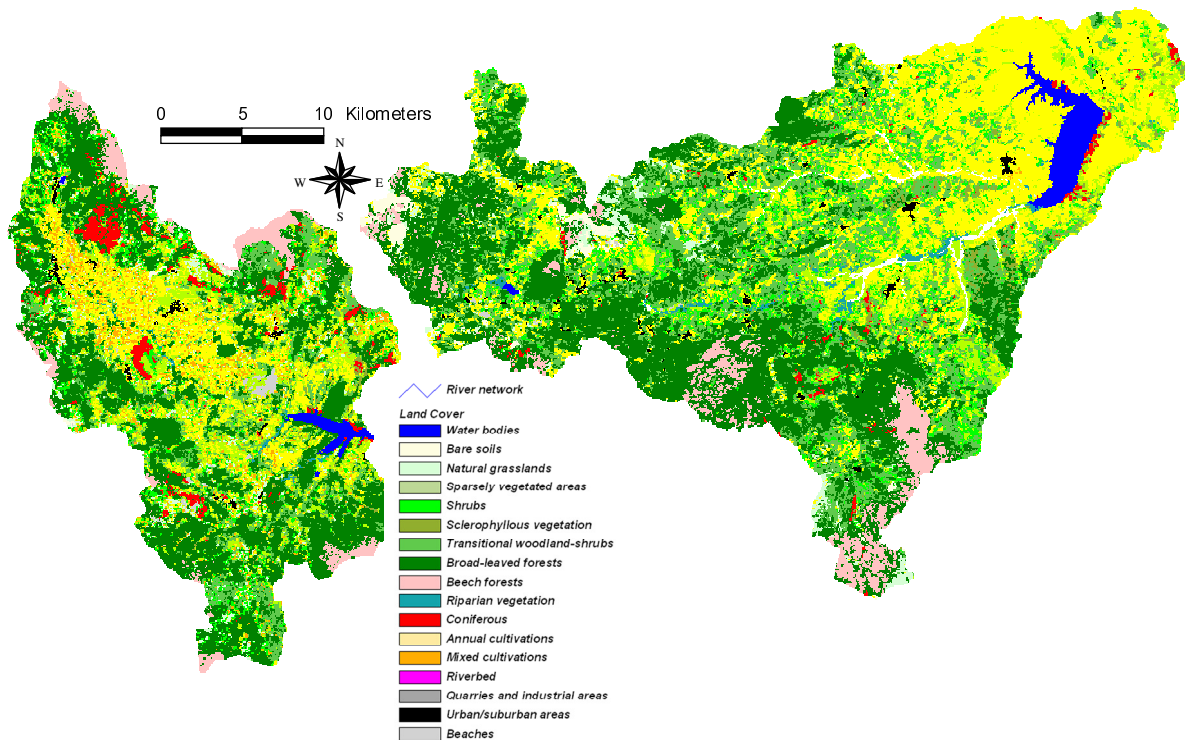 0 5 10 Kilometers
N
W E
S
River network
Land Cover
Water bodies
Bare soils
Natural grasslands
Sparsely vegetated areas
Shrubs
Sclerophyllous vegetation
Transitional woodland-shrubs
Broad-leaved forests
Beech forests
Riparian vegetation
Coniferous
Annual cultivations
Mixed cultivations
Riverbed
Quarries and industrial areas
Urban/suburban areas
Beaches